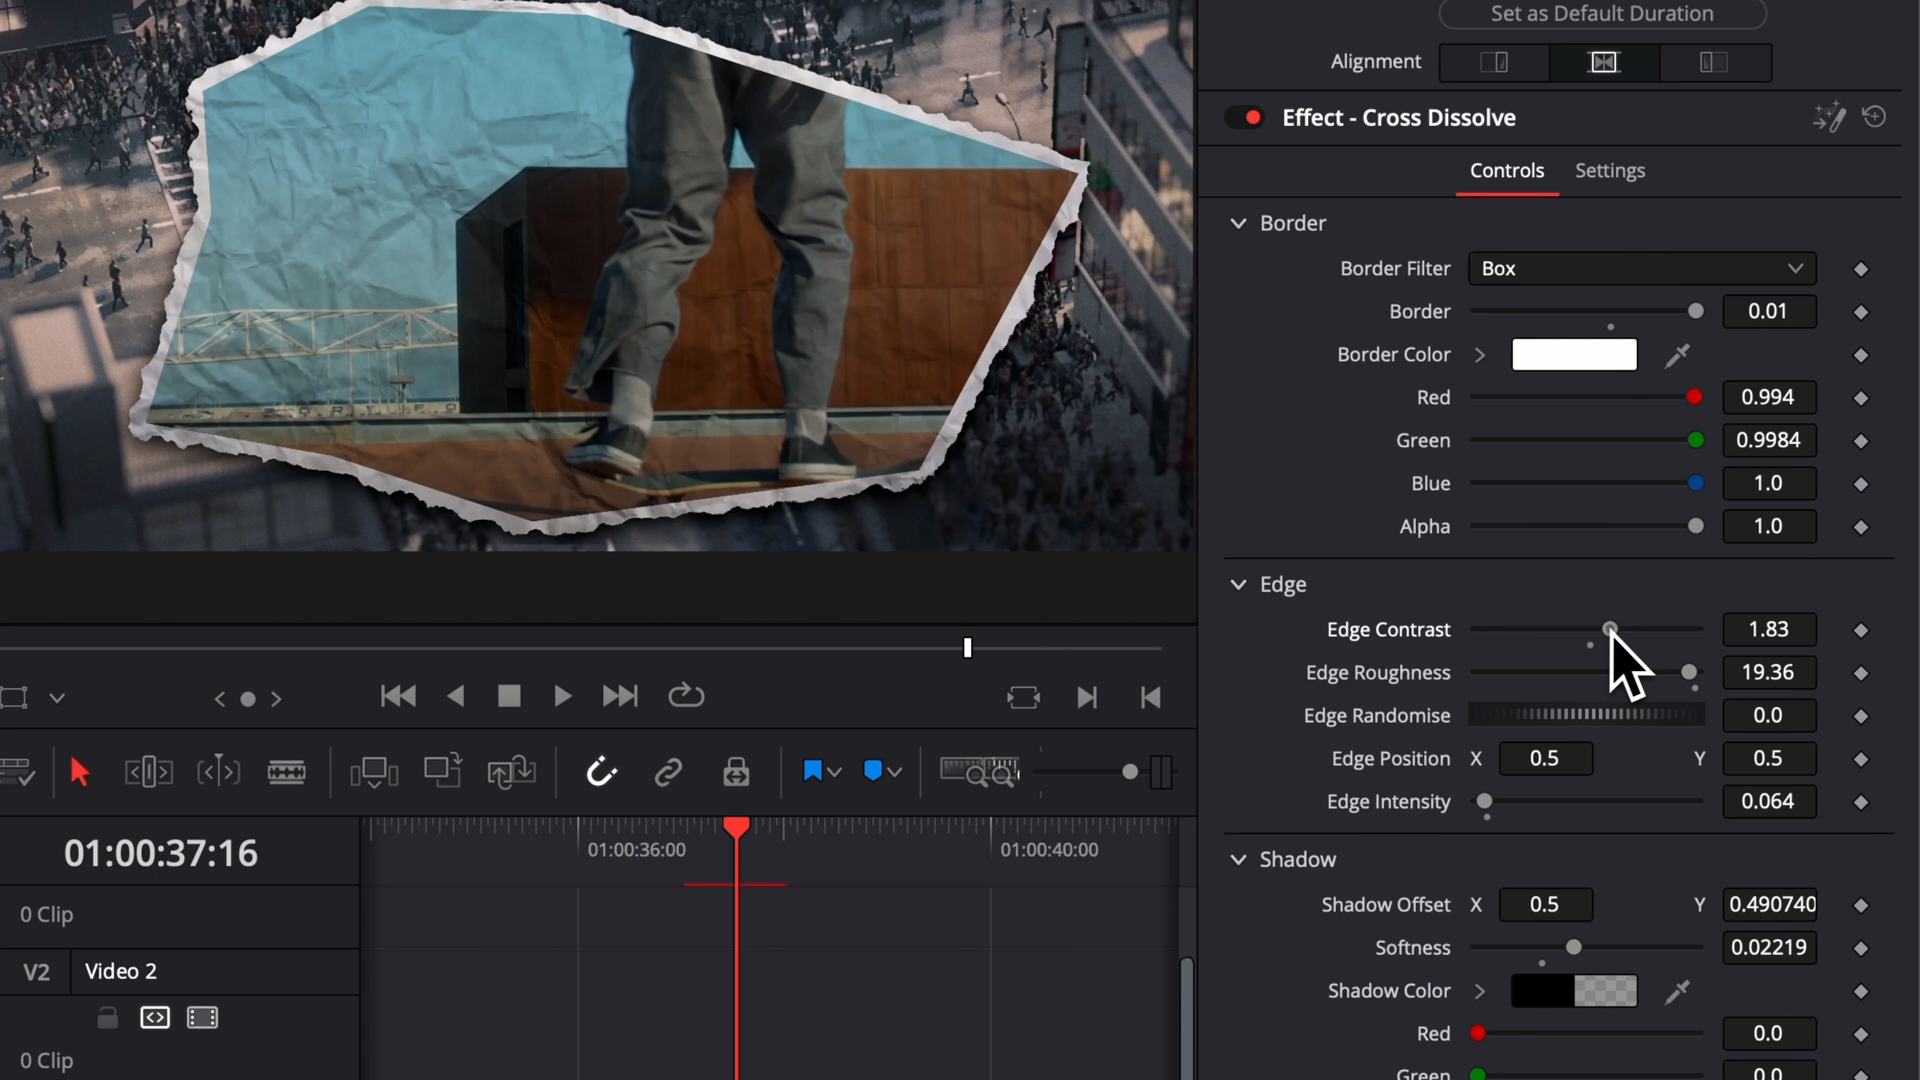 Set as Default Duration
Alignment
Effect - Cross Dissolve
Controls Settings
Border
Border Filter Box
Border 0.01
Border Color
Red 0.994
Green 0.9984
Blue 1.0
Alpha 1.0
Edge
Edge Contrast 1.83
Edge Roughness 19.36
Edge Randomise 0.0
Edge Position X 0.5 Y 0.5
Edge Intensity 0.064
Shadow
Shadow Offset X 0.5 Y 0.490740
Softness 0.02219
Shadow Color
Red 0.0
Green 0.0
01:00:37:16
01:00:36:00 01:00:40:00
0 Clip
V2 Video 2
0 Clip